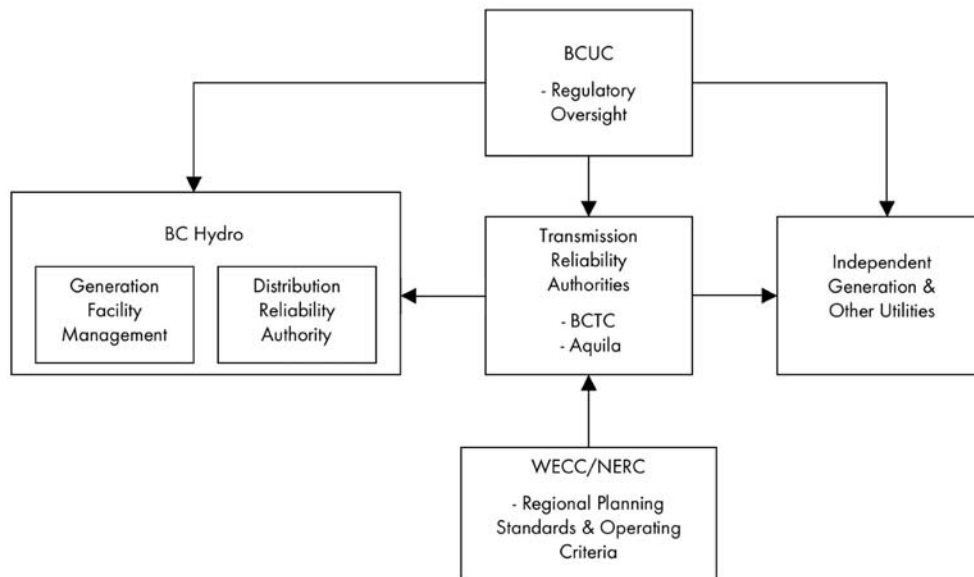 BCUC
- Regulatory
Oversight
BC Hydro
Generation
Facility
Management
Distribution
Reliability
Authority
Transmission
Reliability
Authorities
- BCTC
- Aquila
Independent
Generation &
Other Utilities
WECC/NERC
- Regional Planning
Standards & Operating
Criteria